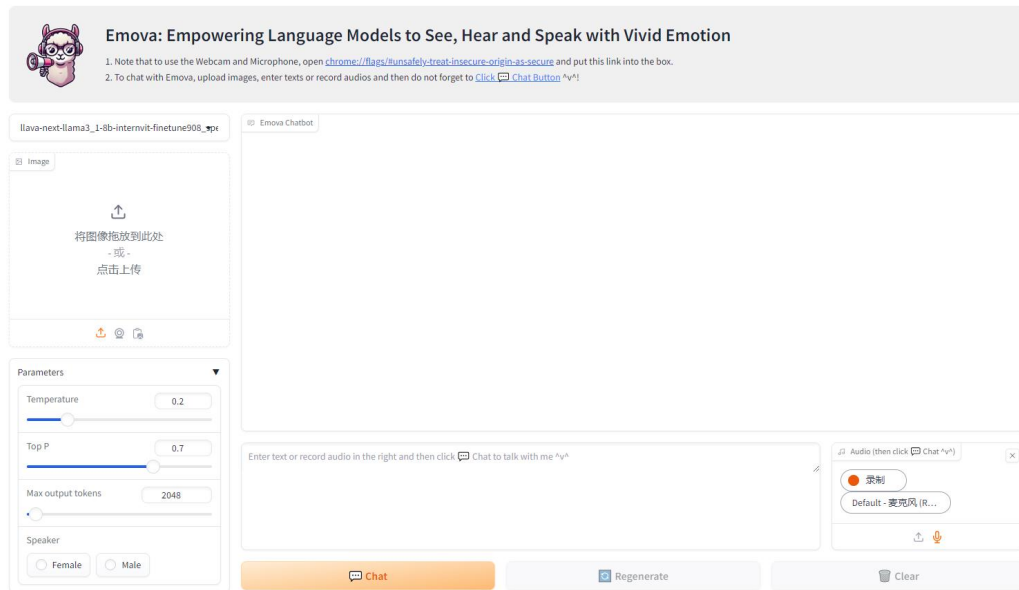 Emova: Empowering Language Models to See, Hear and Speak with Vivid Emotion
1. Note that to use the Webcam and Microphone, open chrome://flags/#unsafely-treat-insecure-origin-as-secure and put this link into the box.
2. To chat with Emova, upload images, enter texts or record audios and then do not forget to Click 💬 Chat Button ^v^!
llava-next-llama3_1-8b-internvit-finetune908_spe
Image
将图像拖放到此处
- 或 -
点击上传
Parameters
Temperature
0.2
Top P
0.7
Max output tokens
2048
Speaker
Female
Male
Emova Chatbot
Enter text or record audio in the right and then click 💬 Chat to talk with me ^v^
Audio (then click 💬 Chat ^v^)
录制
Default - 麦克风 (R...
💬 Chat
🔄 Regenerate
🗑️ Clear